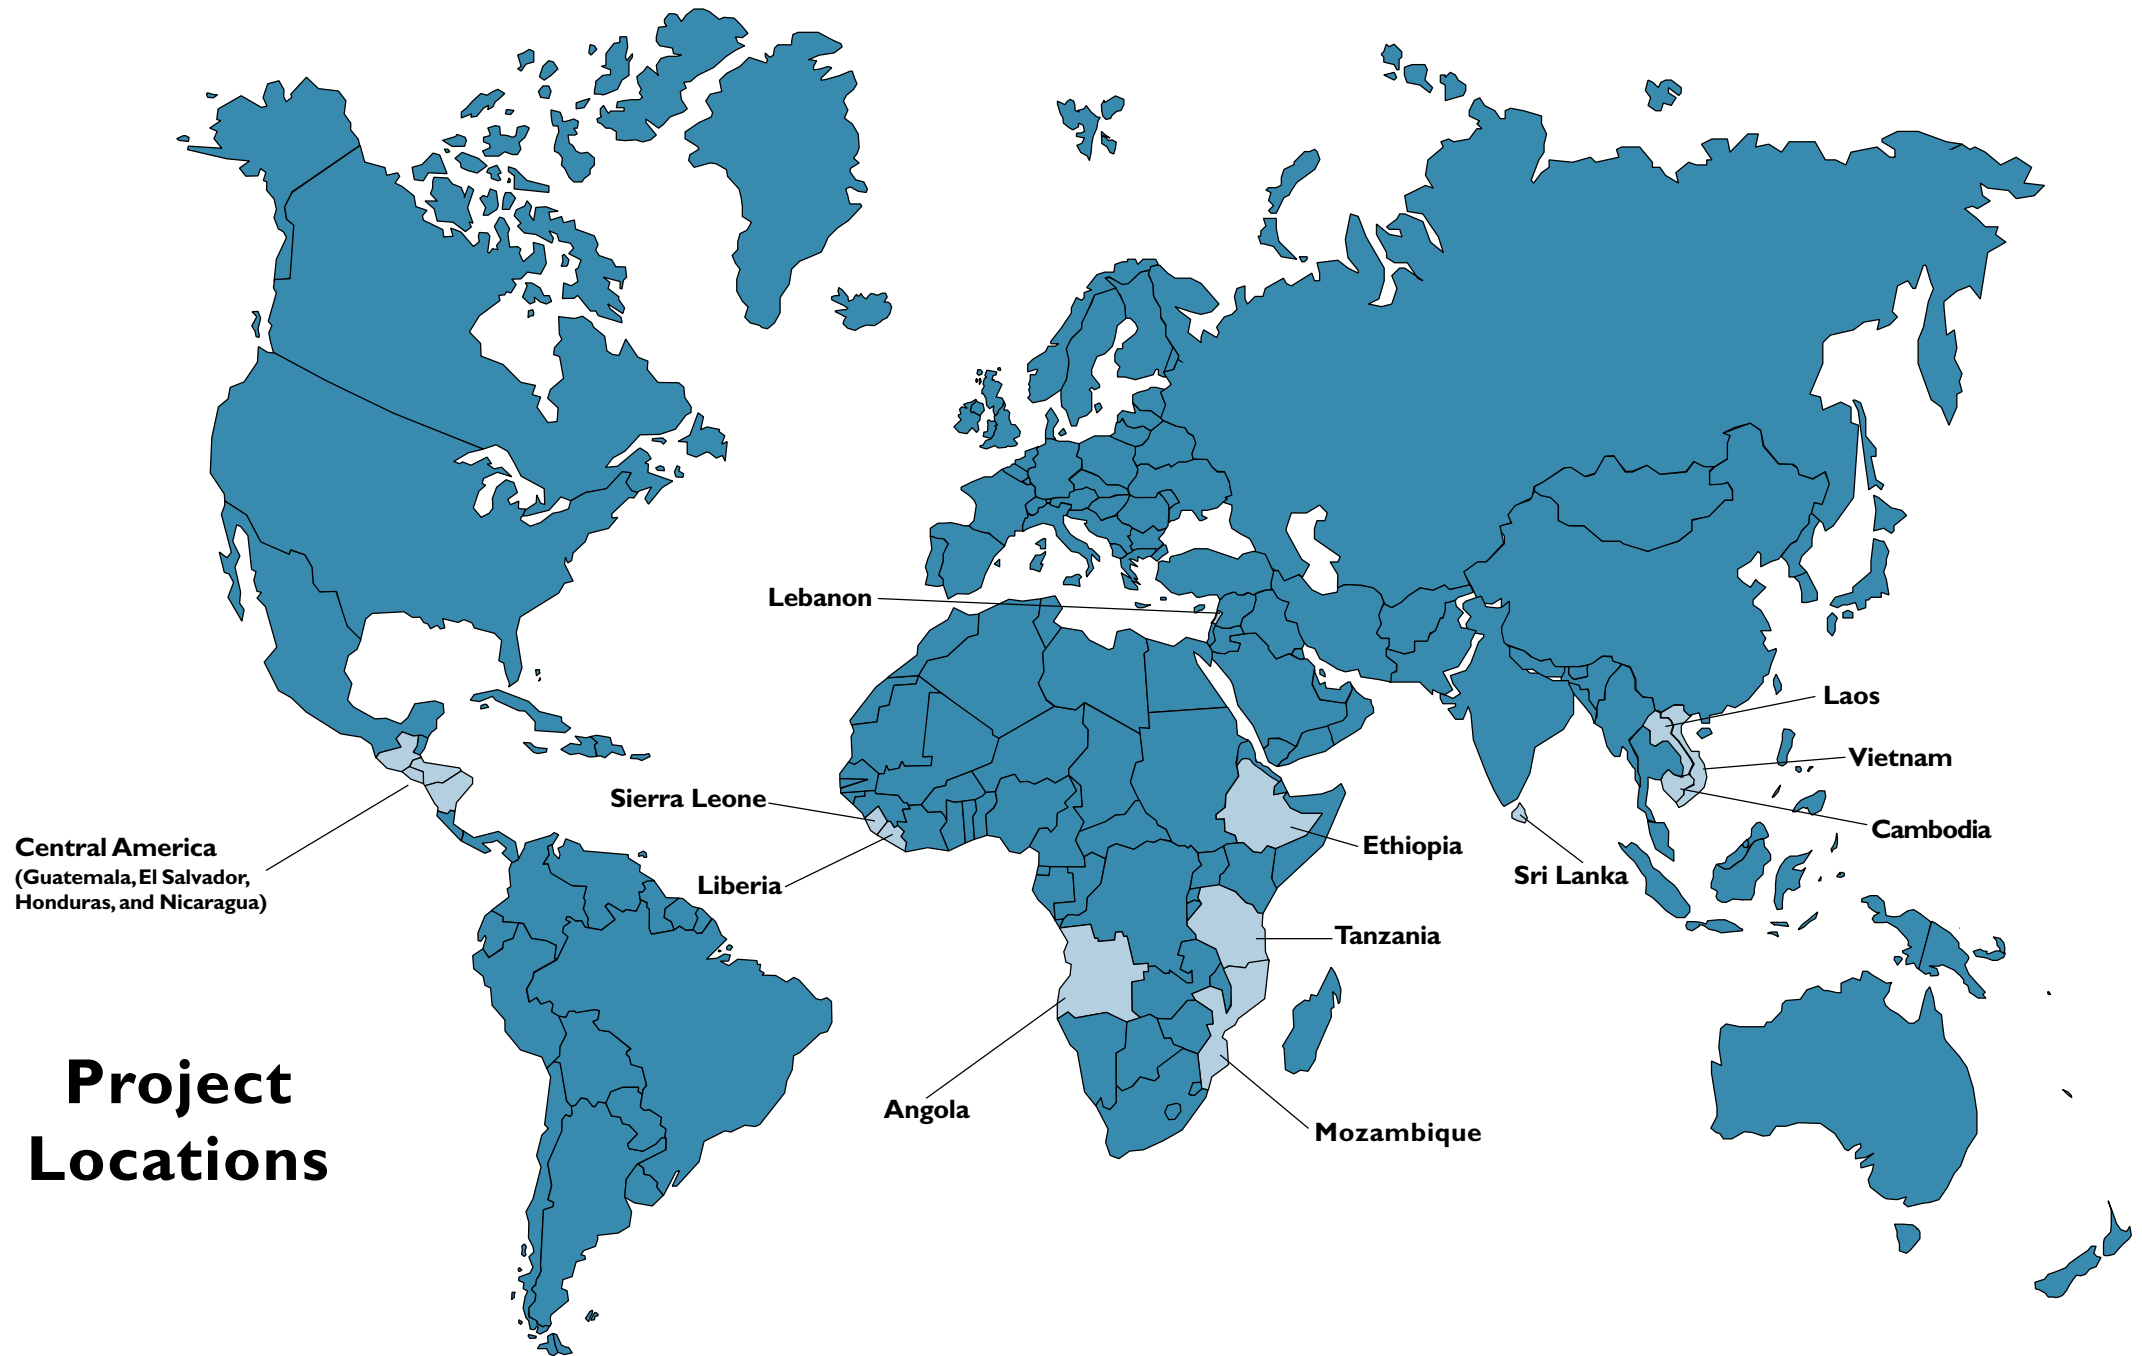 Lebanon
Laos
Vietnam
Sierra Leone
Cambodia
Central America
(Guatemala, El Salvador,
Honduras, and Nicaragua)
Ethiopia
Sri Lanka
Liberia
Tanzania
Angola
Mozambique
Project
Locations